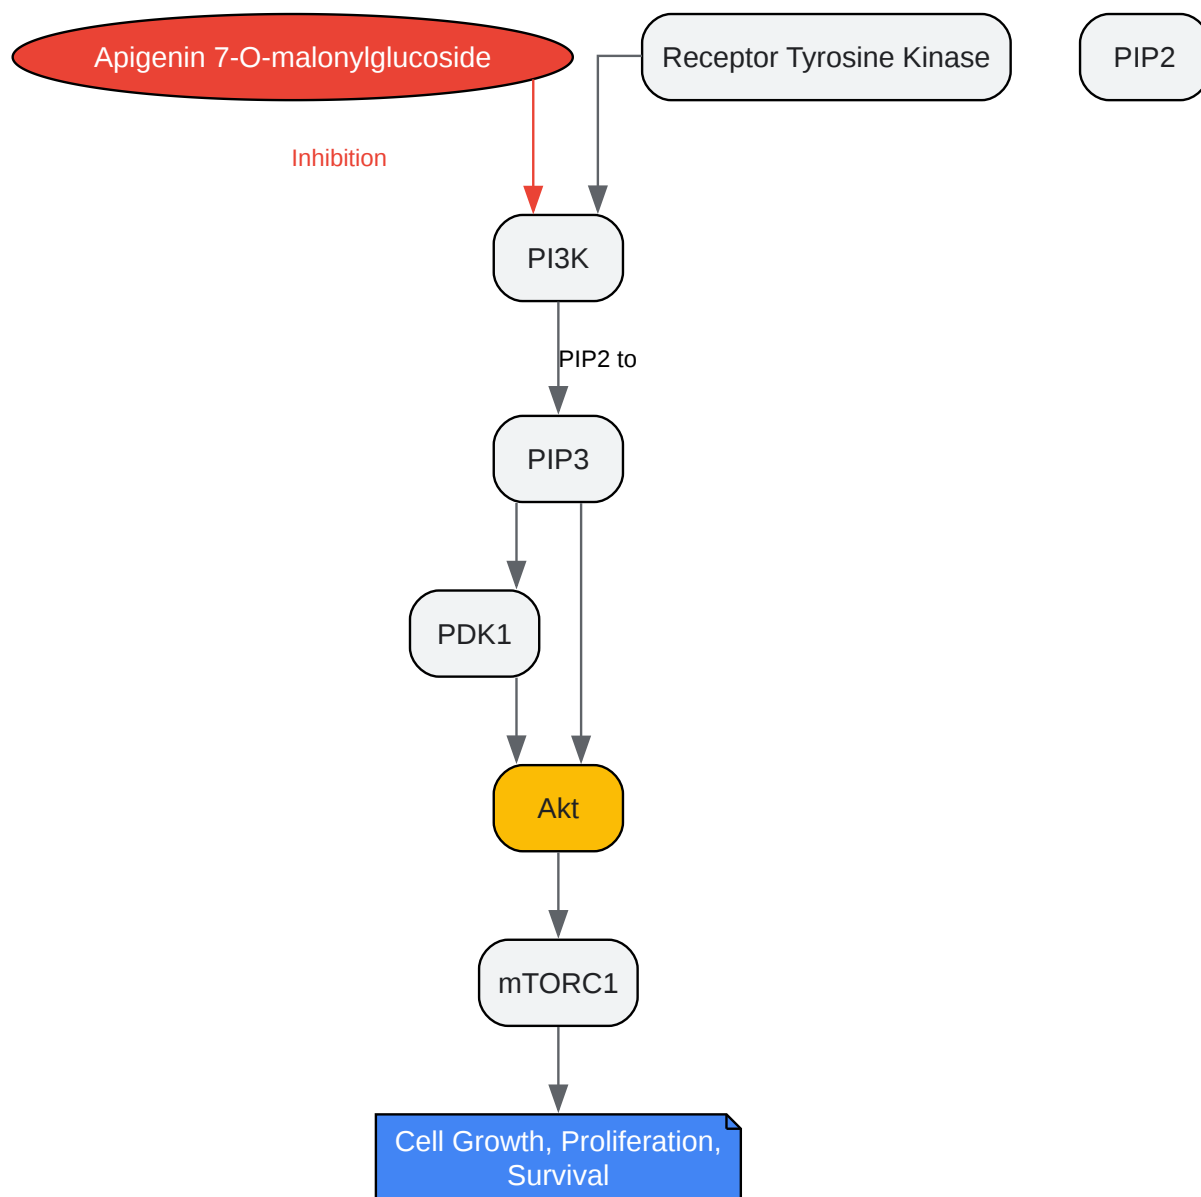 Apigenin 7-O-malonylglucoside
Receptor Tyrosine Kinase
PIP2
Inhibition
PI3K
PIP2 to
PIP3
PDK1
Akt
mTORC1
Cell Growth, Proliferation,
Survival